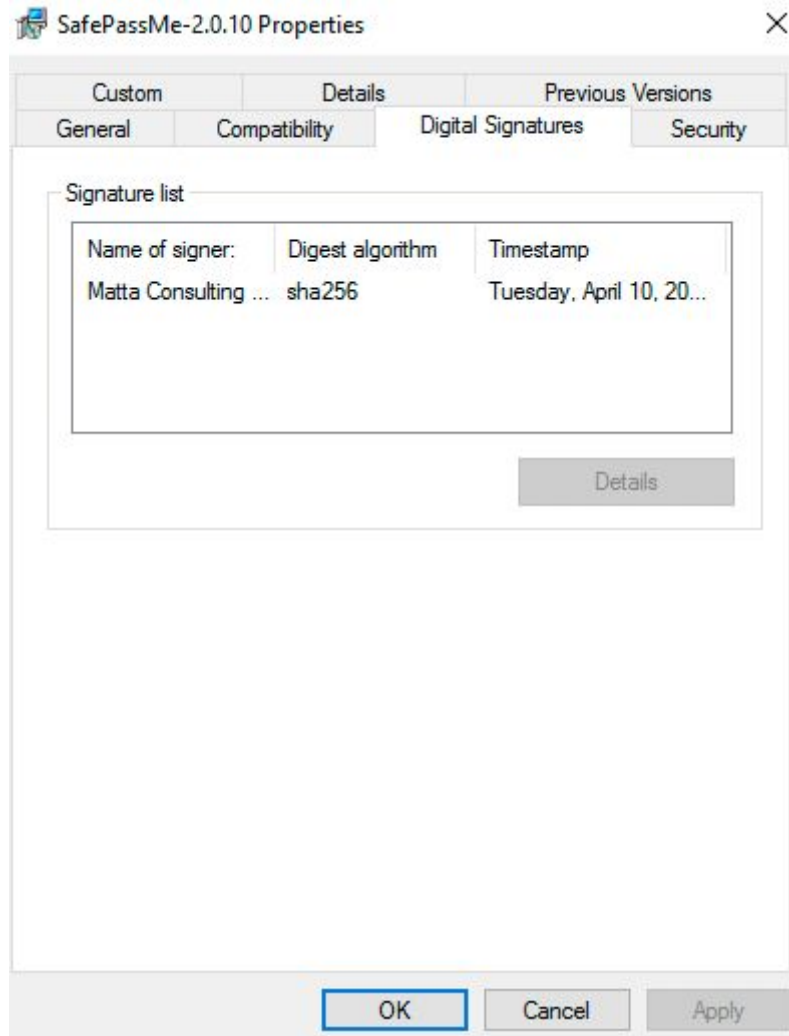 SafePassMe-2.0.10 Properties
Custom Details Previous Versions
General Compatibility Digital Signatures Security
Signature list
Name of signer: Digest algorithm Timestamp
Matta Consulting ... sha256 Tuesday, April 10, 20...
Details
OK Cancel Apply